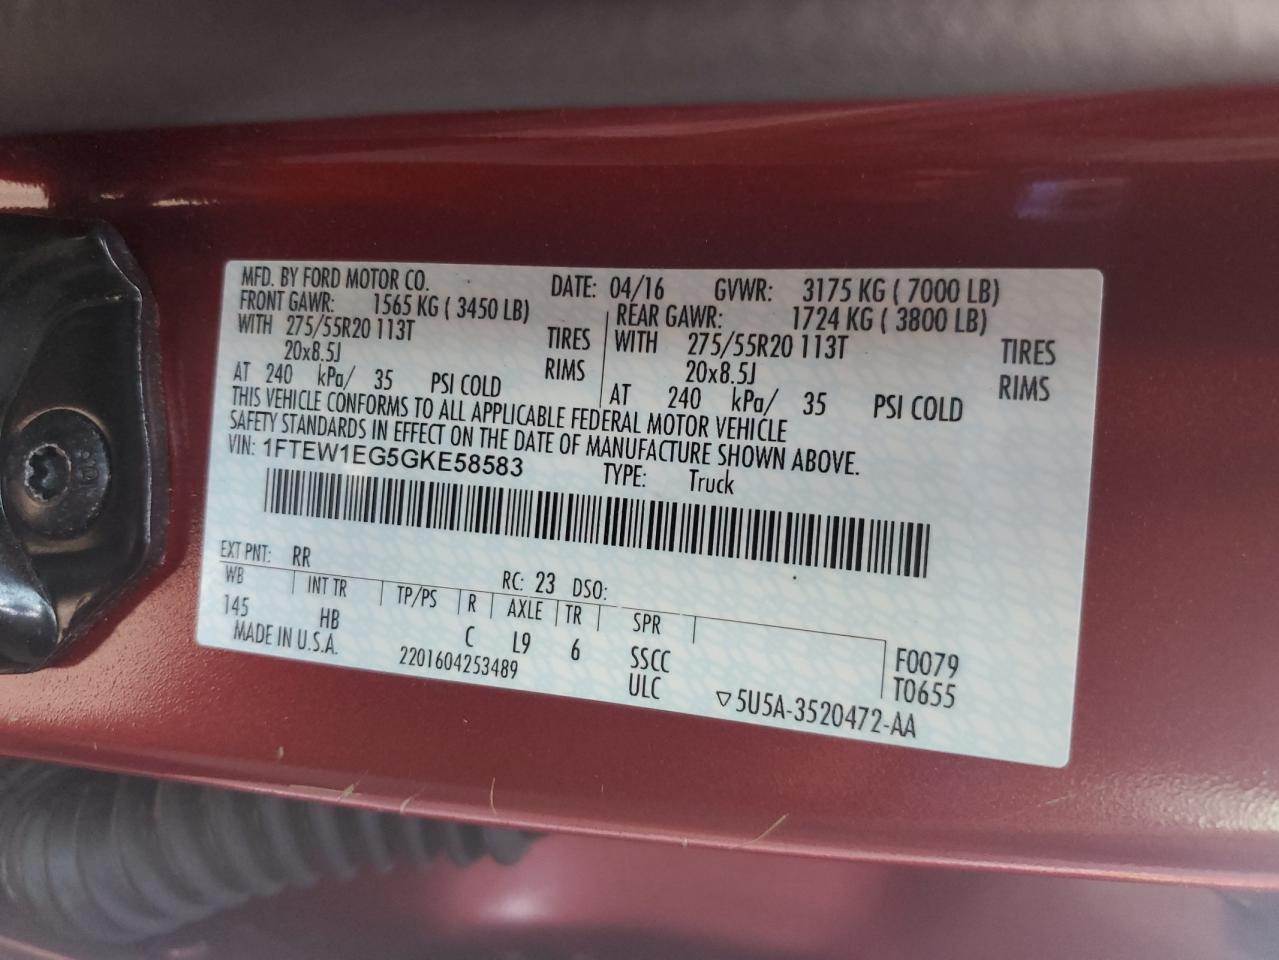 MFD. BY FORD MOTOR CO. DATE: 04/16 GVWR: 3175 KG ( 7000 LB)
FRONT GAWR: 1565 KG ( 3450 LB) REAR GAWR: 1724 KG ( 3800 LB)
WITH 275/55R20 113T TIRES WITH 275/55R20 113T TIRES
20x8.5J RIMS 20x8.5J RIMS
AT 240 kPa/ 35 PSI COLD AT 240 kPa/ 35 PSI COLD
THIS VEHICLE CONFORMS TO ALL APPLICABLE FEDERAL MOTOR VEHICLE
SAFETY STANDARDS IN EFFECT ON THE DATE OF MANUFACTURE SHOWN ABOVE.
VIN: 1FTEW1EG5GKE58583 TYPE: Truck
EXT PNT: RR RC: 23 DSO:
WB INT TR TP/PS R AXLE TR SPR
145 HB C L9 6 SSCC F0079
MADE IN U.S.A. 2201604253489 ULC T0655
▽5U5A-3520472-AA